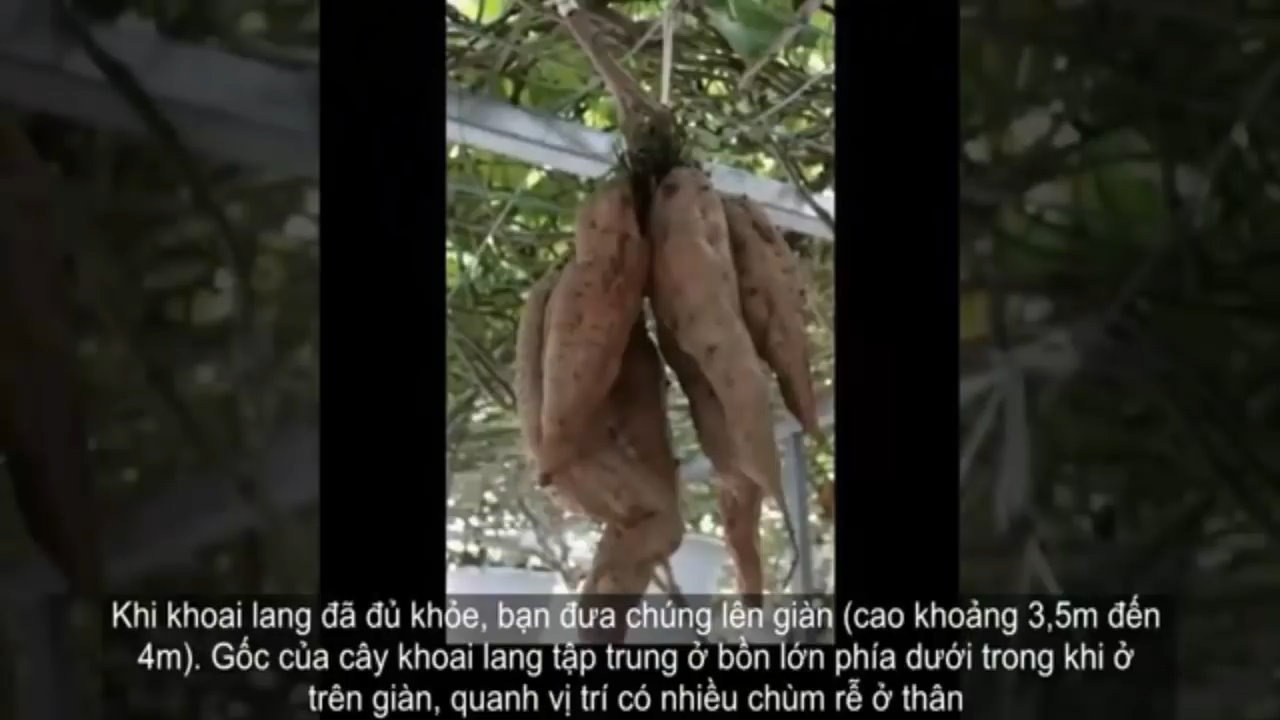 Khi khoai lang đã đủ khỏe, bạn đưa chúng lên giàn (cao khoảng 3,5m đến
4m). Gốc của cây khoai lang tập trung ở bồn lớn phía dưới trong khi ở
trên giàn, quanh vị trí có nhiều chùm rễ ở thân